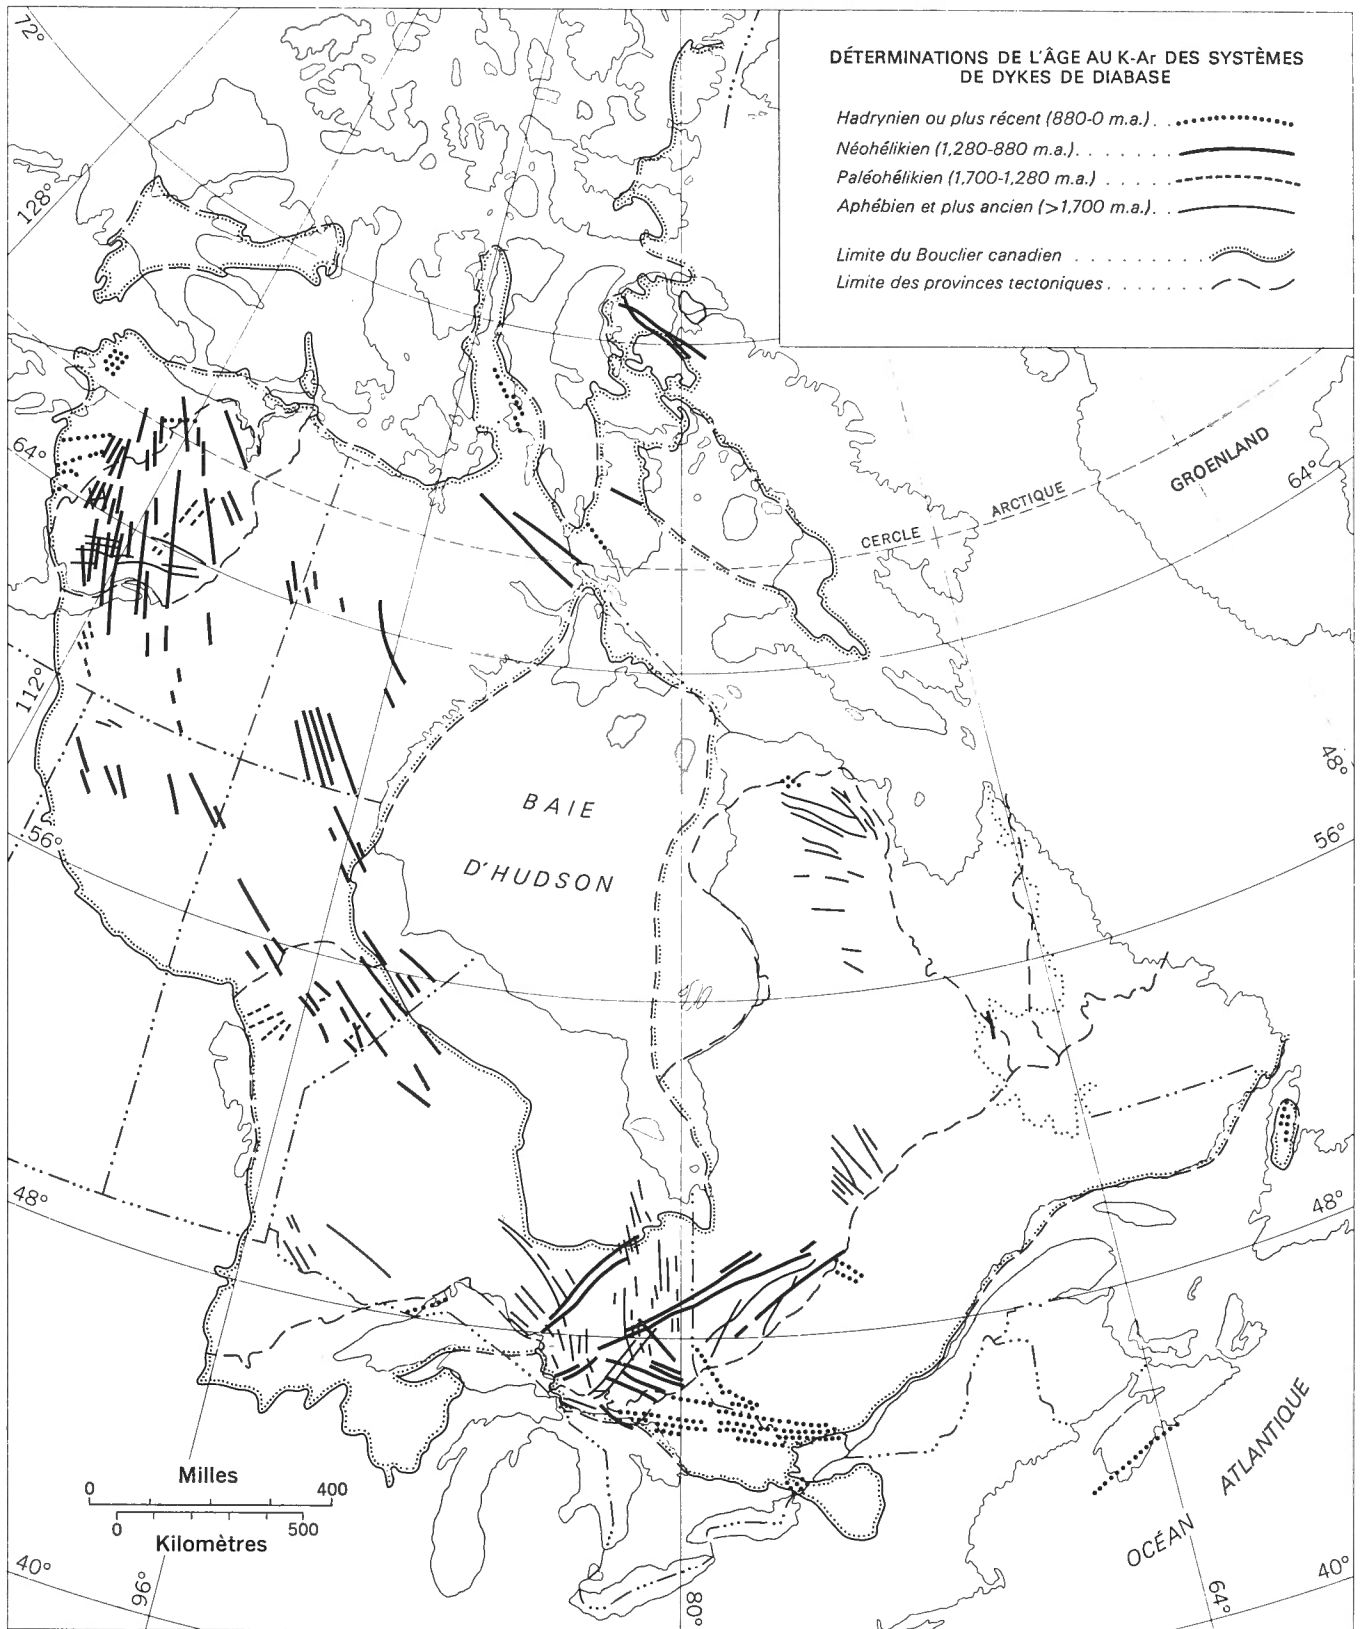 DÉTERMINATIONS DE L'ÂGE AU K-Ar DES SYSTÈMES
DE DYKES DE DIABASE
Hadrynien ou plus récent (880-0 m.a.)
Néohélikien (1,280-880 m.a.)
Paléohélikien (1,700-1,280 m.a.)
Aphébien et plus ancien (>1,700 m.a.)
Limite du Bouclier canadien
Limite des provinces tectoniques
72°
128°
64°
112°
56°
48°
40°
96°
80°
64°
40°
48°
56°
48°
64°
GROENLAND
CERCLE ARCTIQUE
BAIE
D'HUDSON
OCÉAN ATLANTIQUE
Milles
0 400
0 500
Kilomètres